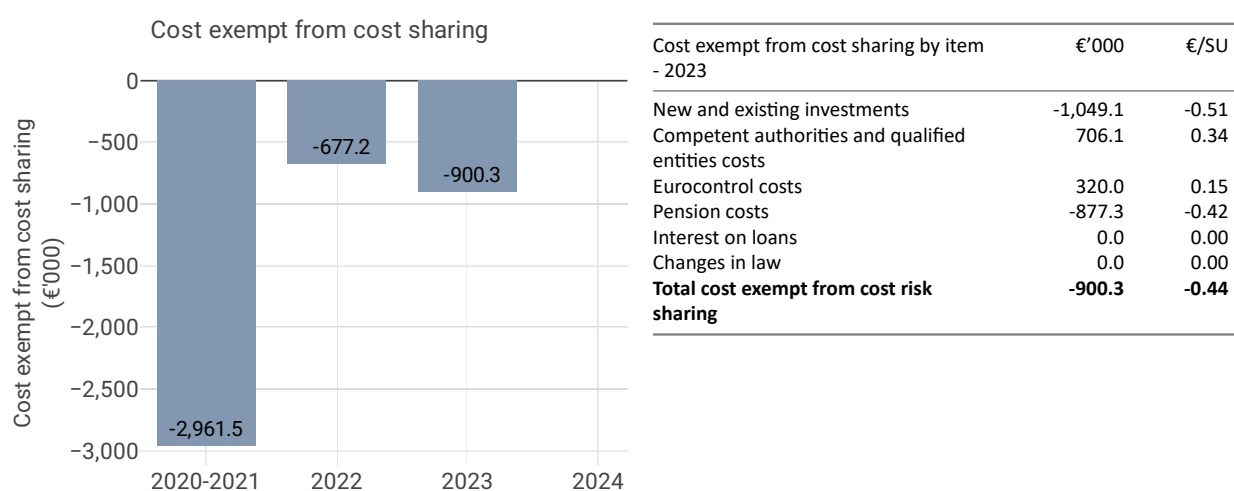 Cost exempt from cost sharing
Cost exempt from cost sharing
(€'000)
0
−500
−1,000
−1,500
−2,000
−2,500
−3,000
-2,961.5
-677.2
-900.3
2020-2021 2022 2023 2024
Cost exempt from cost sharing by item €’000 €/SU
- 2023
New and existing investments -1,049.1 -0.51
Competent authorities and qualified 706.1 0.34
entities costs
Eurocontrol costs 320.0 0.15
Pension costs -877.3 -0.42
Interest on loans 0.0 0.00
Changes in law 0.0 0.00
Total cost exempt from cost risk -900.3 -0.44
sharing